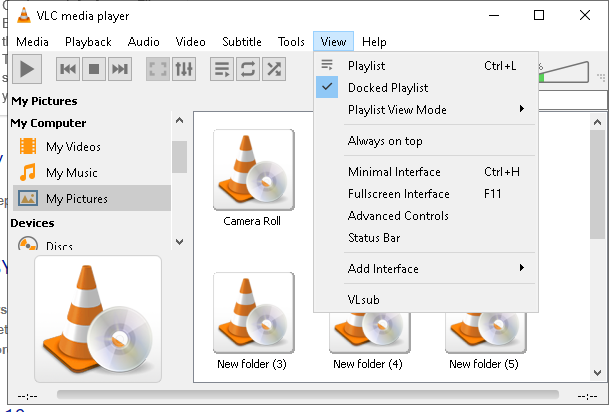 VLC media player
Media Playback Audio Video Subtitle Tools View Help
My Pictures
My Computer
My Videos
My Music
My Pictures
Devices
Discs
Playlist Ctrl+L
Docked Playlist
Playlist View Mode
Always on top
Minimal Interface Ctrl+H
Fullscreen Interface F11
Advanced Controls
Status Bar
Add Interface
VLsub
%
Camera Roll
New folder (3) New folder (4) New folder (5)
--:-- --:--